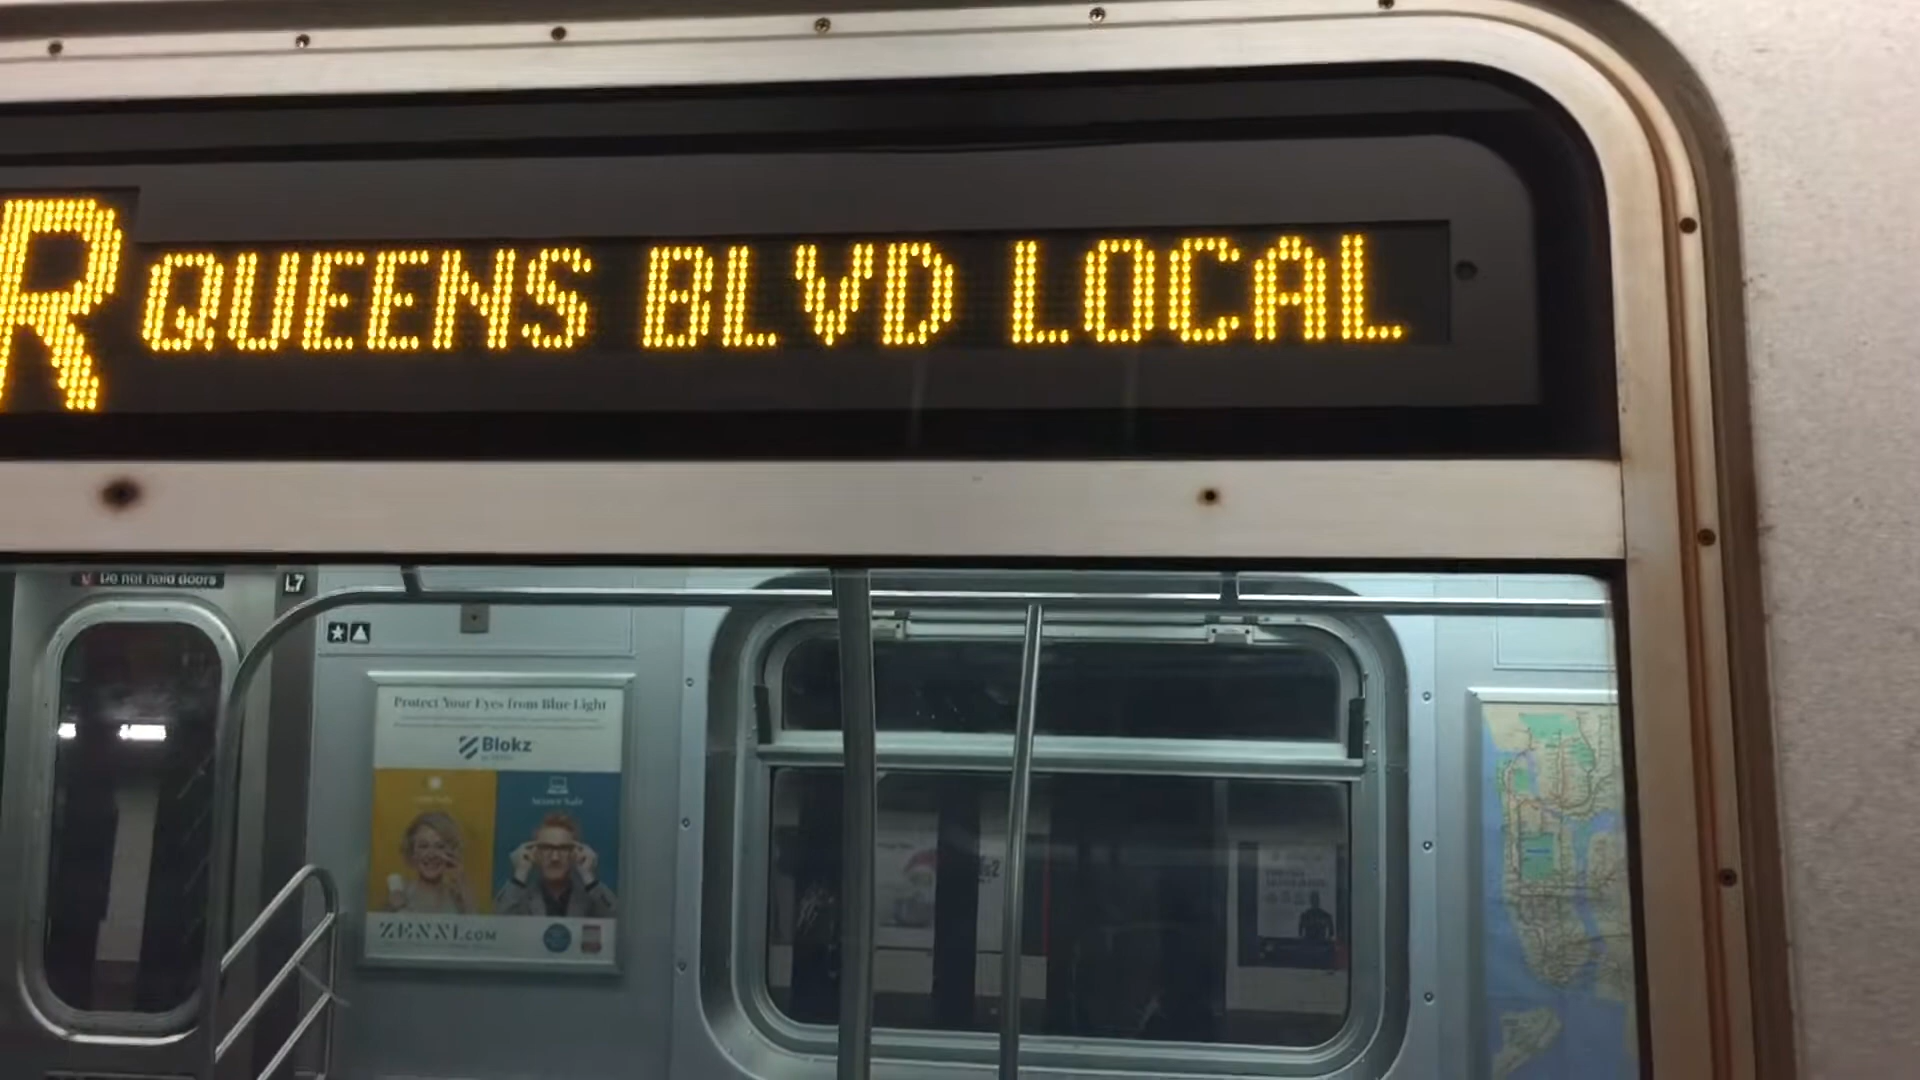 R QUEENS BLVD LOCAL
Do not hold doors
L7
Protect Your Eyes from Blue Light
Blokz
ZENNI.COM